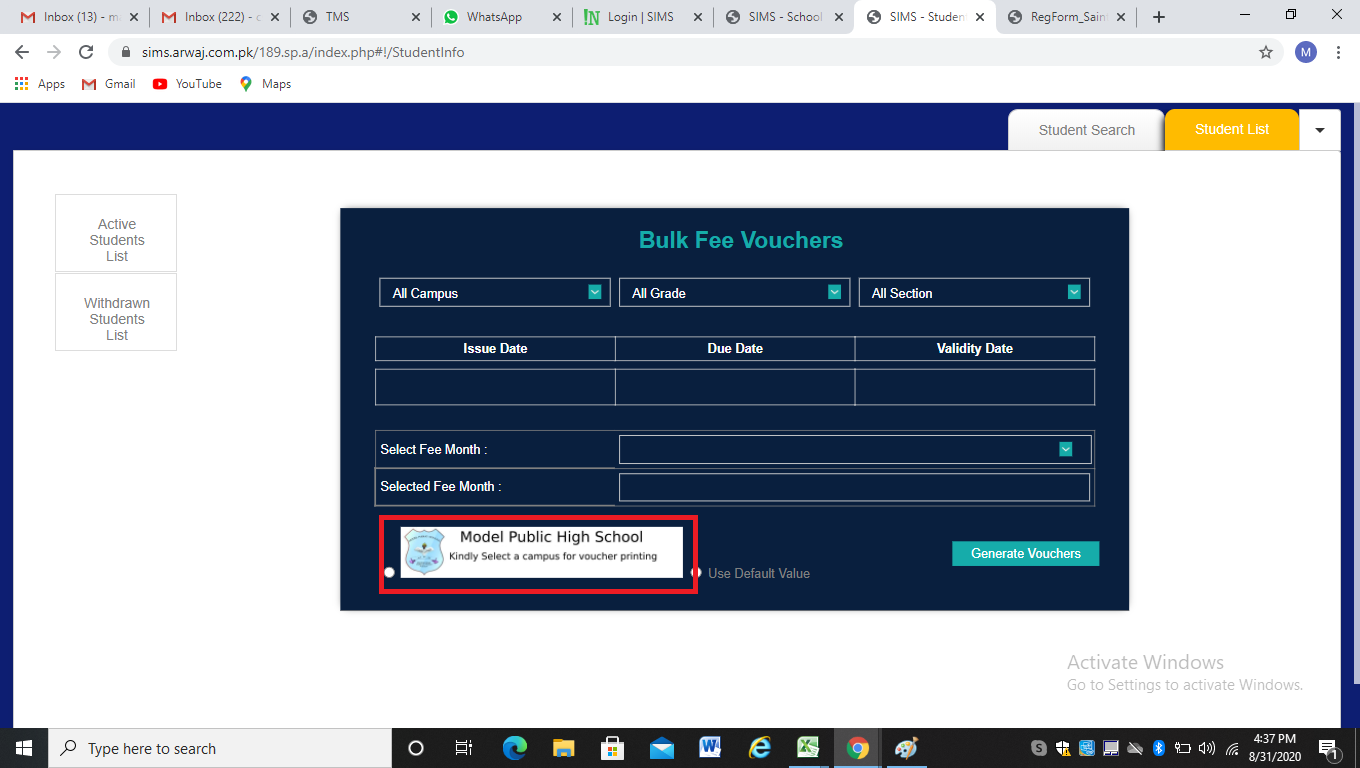 Inbox (13) - ma
Inbox (222) - c
TMS
WhatsApp
Login | SIMS
SIMS - School
SIMS - Student
RegForm_Saint
sims.arwaj.com.pk/189.sp.a/index.php#!/StudentInfo
M
Apps
Gmail
YouTube
Maps
Student Search
Student List
Active
Students
List
Withdrawn
Students
List
Bulk Fee Vouchers
All Campus
All Grade
All Section
Issue Date
Due Date
Validity Date
Select Fee Month :
Selected Fee Month :
Model Public High School
Kindly Select a campus for voucher printing
Use Default Value
Generate Vouchers
Activate Windows
Go to Settings to activate Windows.
Type here to search
4:37 PM
8/31/2020
1